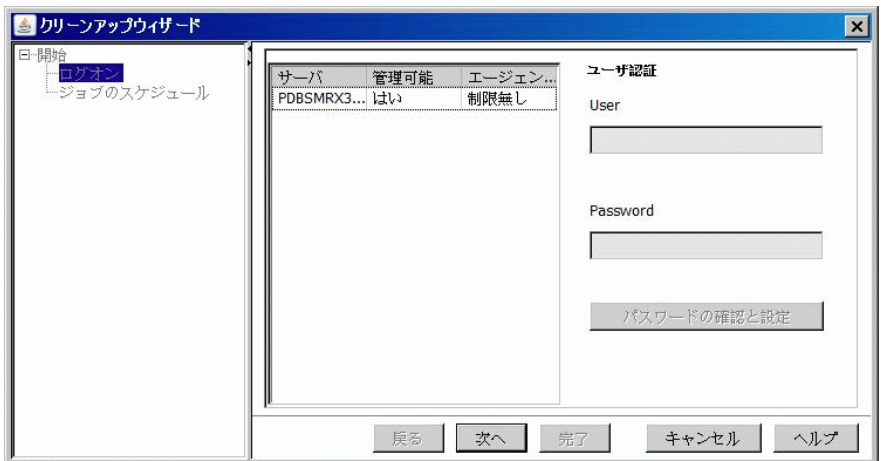 クリーンアップウィザード
開始
ログオン
ジョブのスケジュール
サーバ 管理可能 エージェン...
PDBSMRX3... はい 制限無し
ユーザ認証
User
Password
パスワードの確認と設定
戻る 次へ 完了 キャンセル ヘルプ